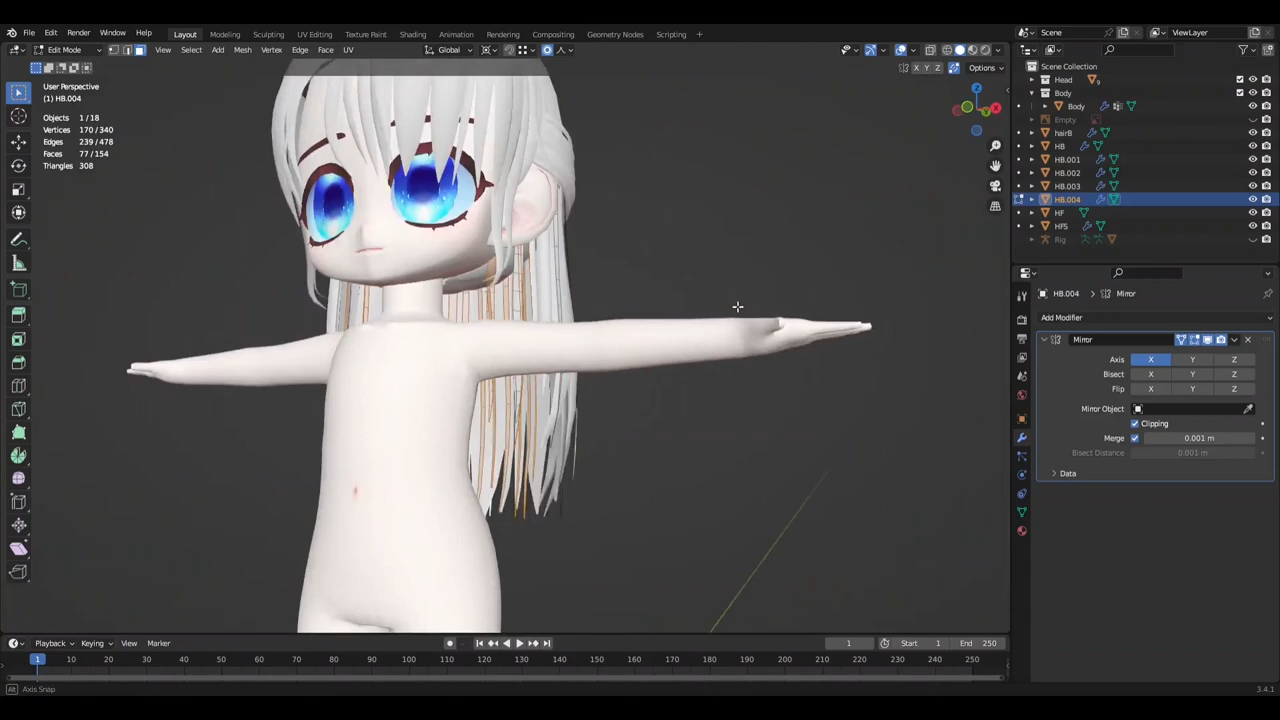 File Edit Render Window Help Layout Modeling Sculpting UV Editing Texture Paint Shading Animation Rendering Compositing Geometry Nodes Scripting +
Scene ViewLayer
Edit Mode View Select Add Mesh Vertex Edge Face UV Global
X Y Z Options
User Perspective
(1) HB.004
Objects 1 / 18
Vertices 170 / 340
Edges 239 / 478
Faces 77 / 154
Triangles 308
Z
X
Y
Scene Collection
Head 9
Body
Body
Empty
hairB
HB
HB.001
HB.002
HB.003
HB.004
HF
HFS
Rig
HB.004 > Mirror
Add Modifier
Mirror
Axis X Y Z
Bisect X Y Z
Flip X Y Z
Mirror Object
Clipping
Merge 0.001 m
Bisect Distance 0.001 m
Data
Playback Keying View Marker 1 Start 1 End 250
1 10 20 30 40 50 60 70 80 90 100 110 120 130 140 150 160 170 180 190 200 210 220 230 240 250
Alt Axis Snap 3.4.1